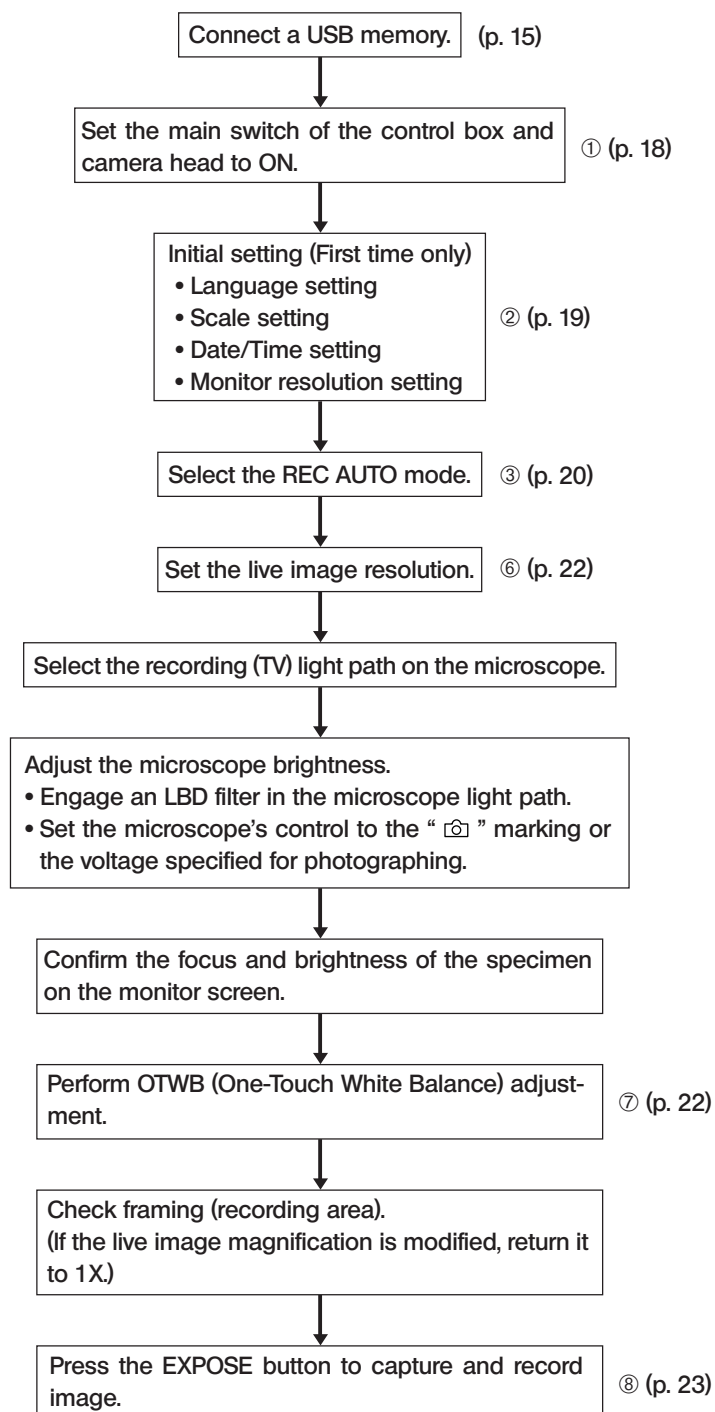 Connect a USB memory. (p. 15)
Set the main switch of the control box and
camera head to ON.
① (p. 18)
Initial setting (First time only)
• Language setting
• Scale setting
• Date/Time setting
• Monitor resolution setting
② (p. 19)
Select the REC AUTO mode. ③ (p. 20)
Set the live image resolution. ⑥ (p. 22)
Select the recording (TV) light path on the microscope.
Adjust the microscope brightness.
• Engage an LBD filter in the microscope light path.
• Set the microscope's control to the “ ” marking or
the voltage specified for photographing.
Confirm the focus and brightness of the specimen
on the monitor screen.
Perform OTWB (One-Touch White Balance) adjust-
ment.
⑦ (p. 22)
Check framing (recording area).
(If the live image magnification is modified, return it
to 1X.)
Press the EXPOSE button to capture and record
image.
⑧ (p. 23)